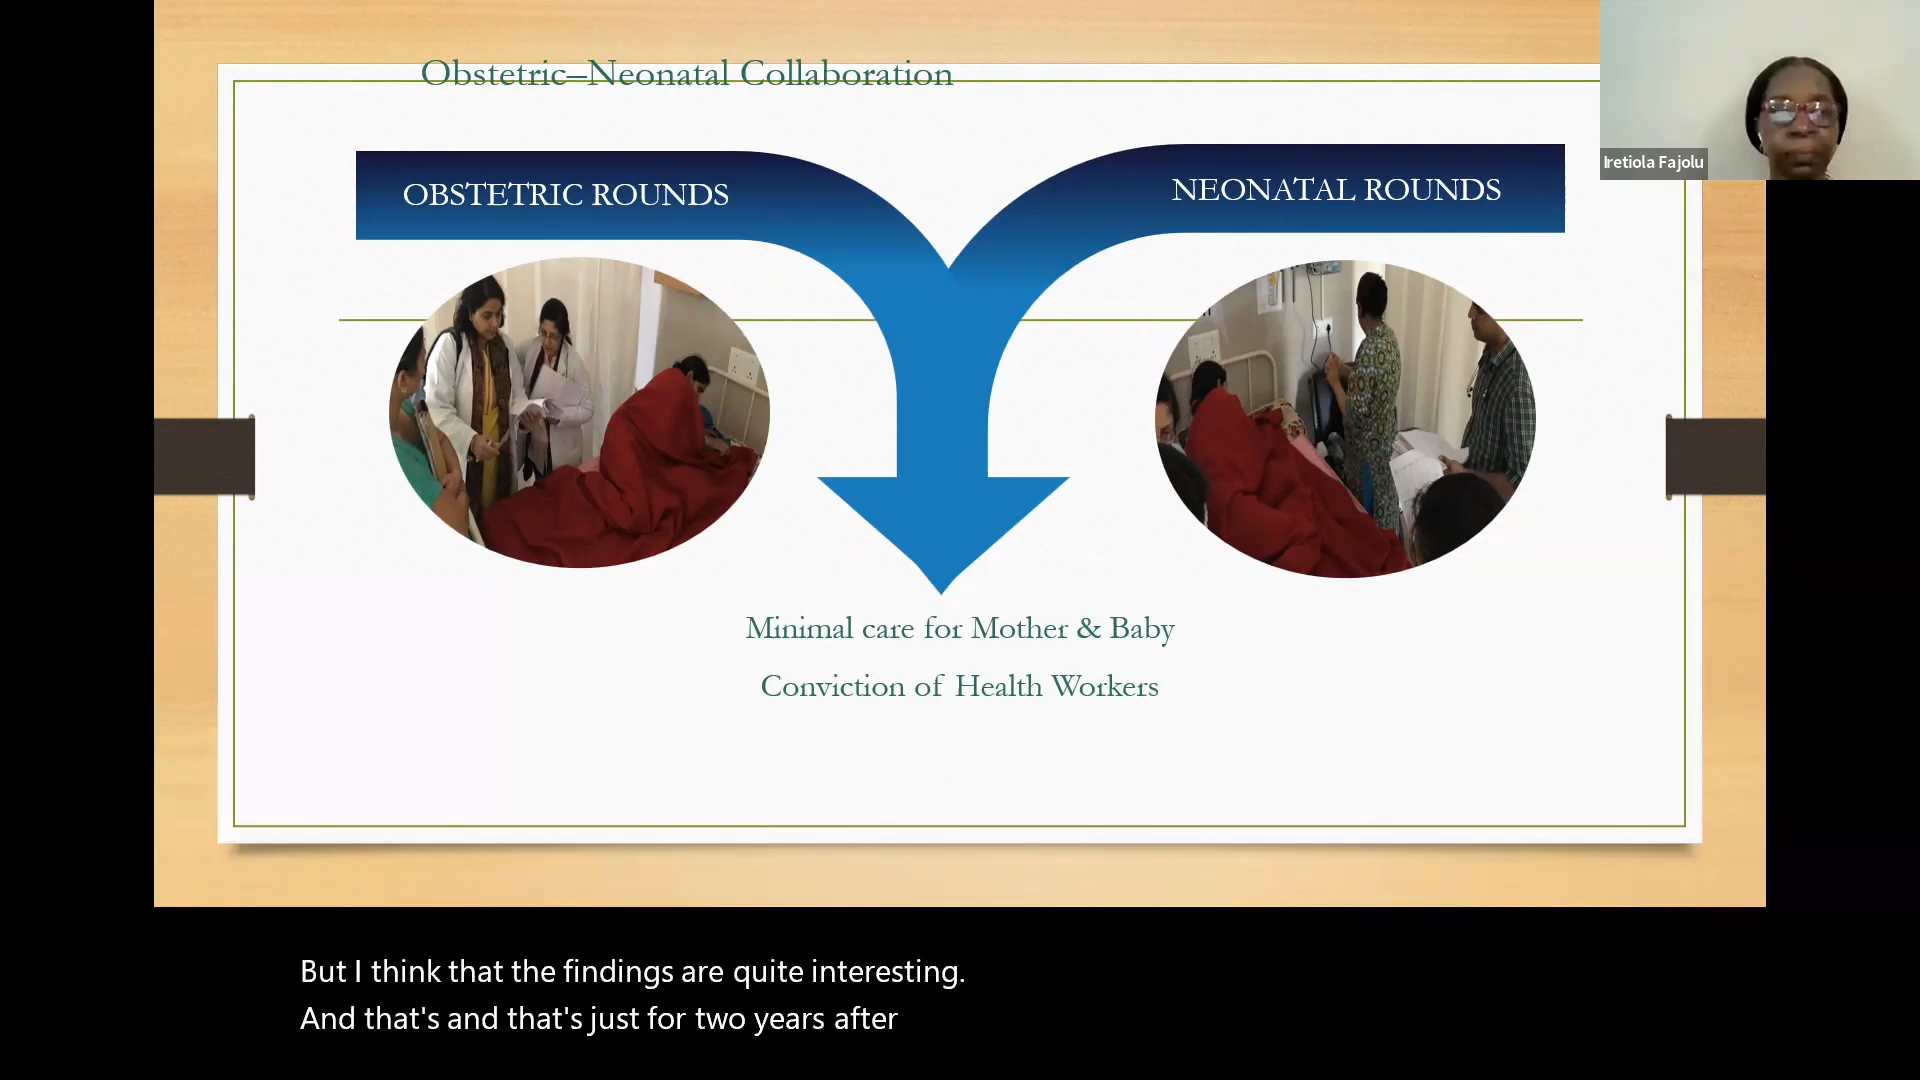 Obstetric–Neonatal Collaboration
OBSTETRIC ROUNDS
NEONATAL ROUNDS
Iretiola Fajolu
Minimal care for Mother & Baby
Conviction of Health Workers
But I think that the findings are quite interesting.
And that's and that's just for two years after